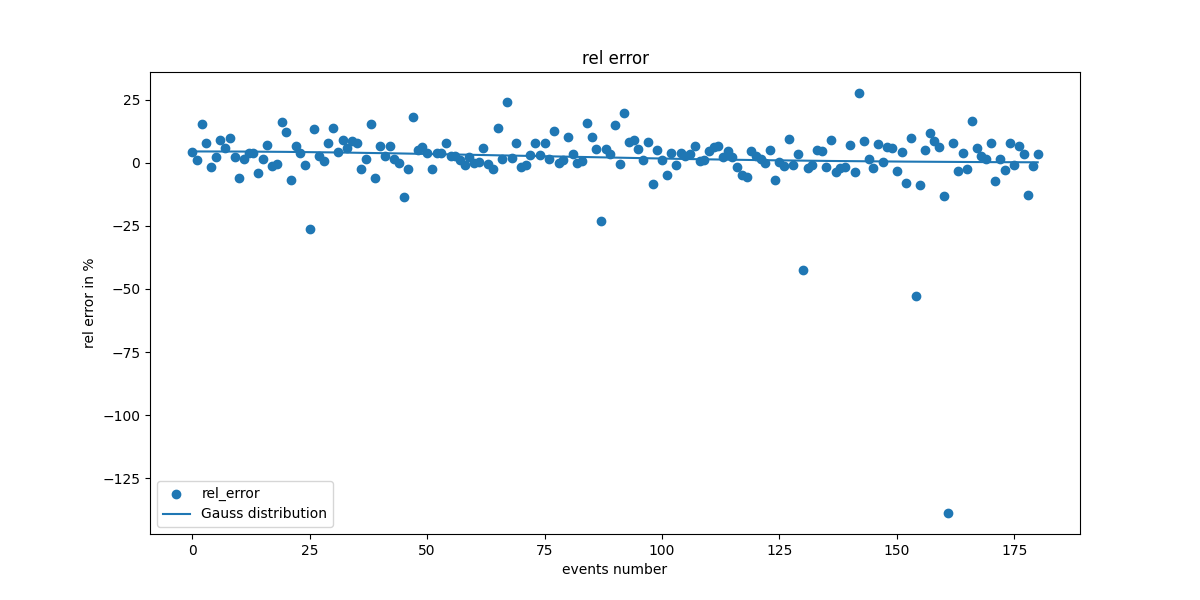 rel error
25
0
−25
−50
−75
−100
−125
rel error in %
rel_error
Gauss distribution
0 25 50 75 100 125 150 175
events number